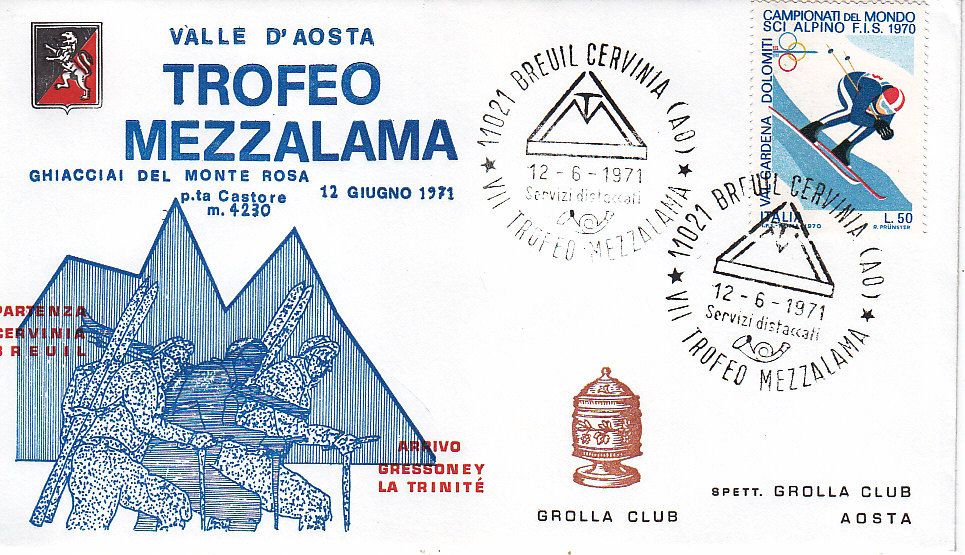 VALLE D'AOSTA
TROFEO
MEZZALAMA
GHIACCIAI DEL MONTE ROSA
p.ta Castore
m. 4230
12 GIUGNO 1971
PARTENZA
CERVINIA
BREUIL
ARRIVO
GRESSONEY
LA TRINITÉ
11021 BREUIL CERVINIA (AO)
12-6-1971
Servizi distaccati
★ VII TROFEO MEZZALAMA ★
CAMPIONATI DEL MONDO
SCI ALPINO F.I.S. 1970
VAL GARDENA DOLOMITI
ITALIA L. 50
ROMA-1970 R. PRÜNSTER
11021 BREUIL CERVINIA (AO)
12-6-1971
Servizi distaccati
★ VII TROFEO MEZZALAMA ★
GROLLA CLUB
SPETT. GROLLA CLUB
AOSTA